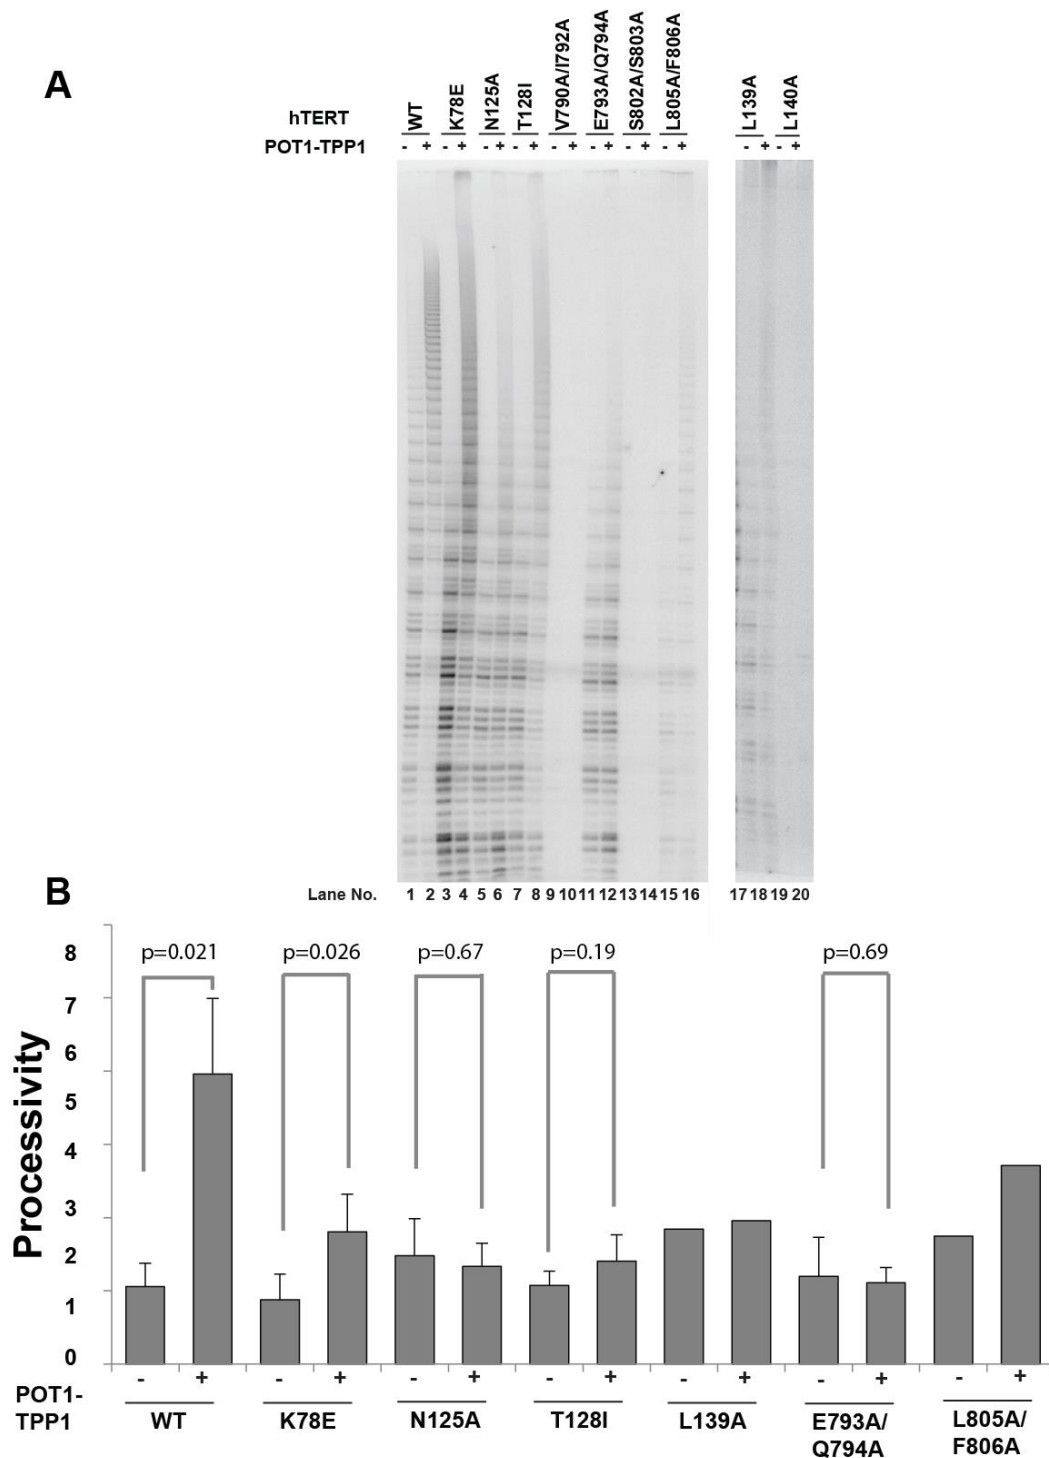 A
hTERT
WT
K78E
N125A
T128I
V790A/I792A
E793A/Q794A
S802A/S803A
L805A/F806A
L139A
L140A
POT1-TPP1
- + - + - + - + - + - + - + - + - + - +
Lane No. 1 2 3 4 5 6 7 8 9 10 11 12 13 14 15 16 17 18 19 20
B
Processivity
8
7
6
5
4
3
2
1
0
p=0.021
p=0.026
p=0.67
p=0.19
p=0.69
- + - + - + - + - + - + - +
POT1-
TPP1
WT
K78E
N125A
T128I
L139A
E793A/
Q794A
L805A/
F806A